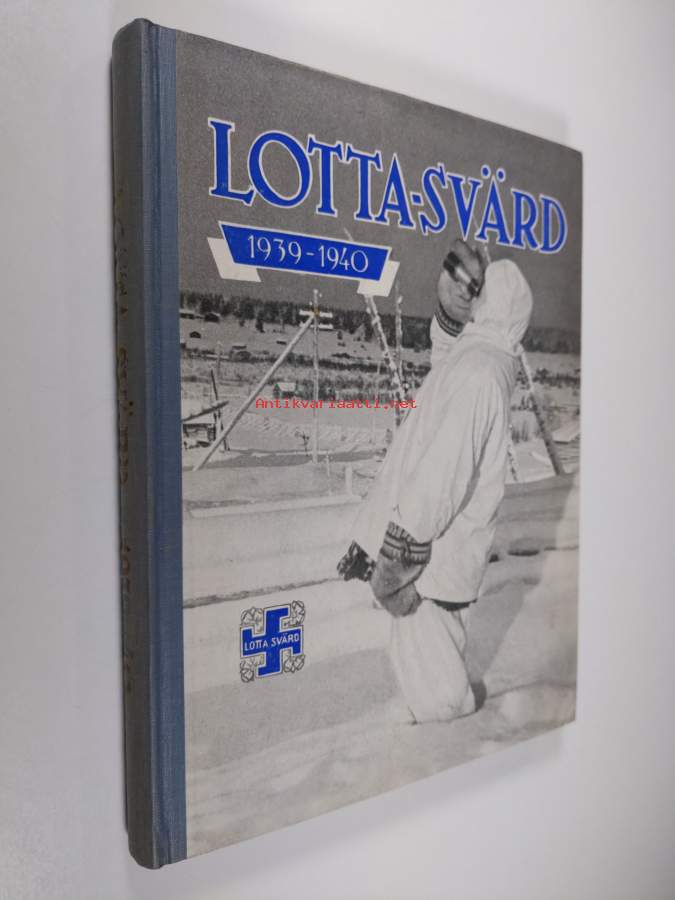 LOTTA-SVÄRD
1939-1940
Antikvariaatti.net
LOTTA SVÄRD